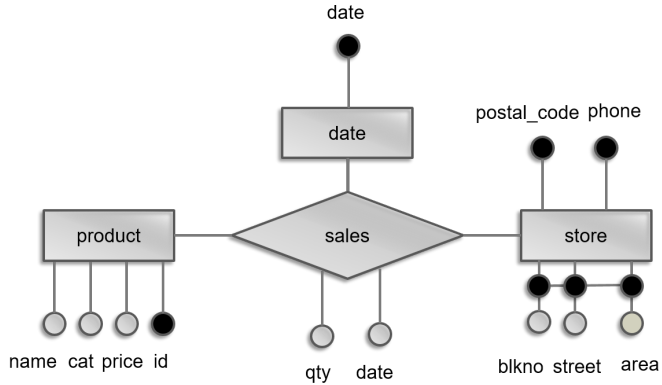 date
date
postal_code phone
product
sales
store
name cat price id
qty date
blkno street area